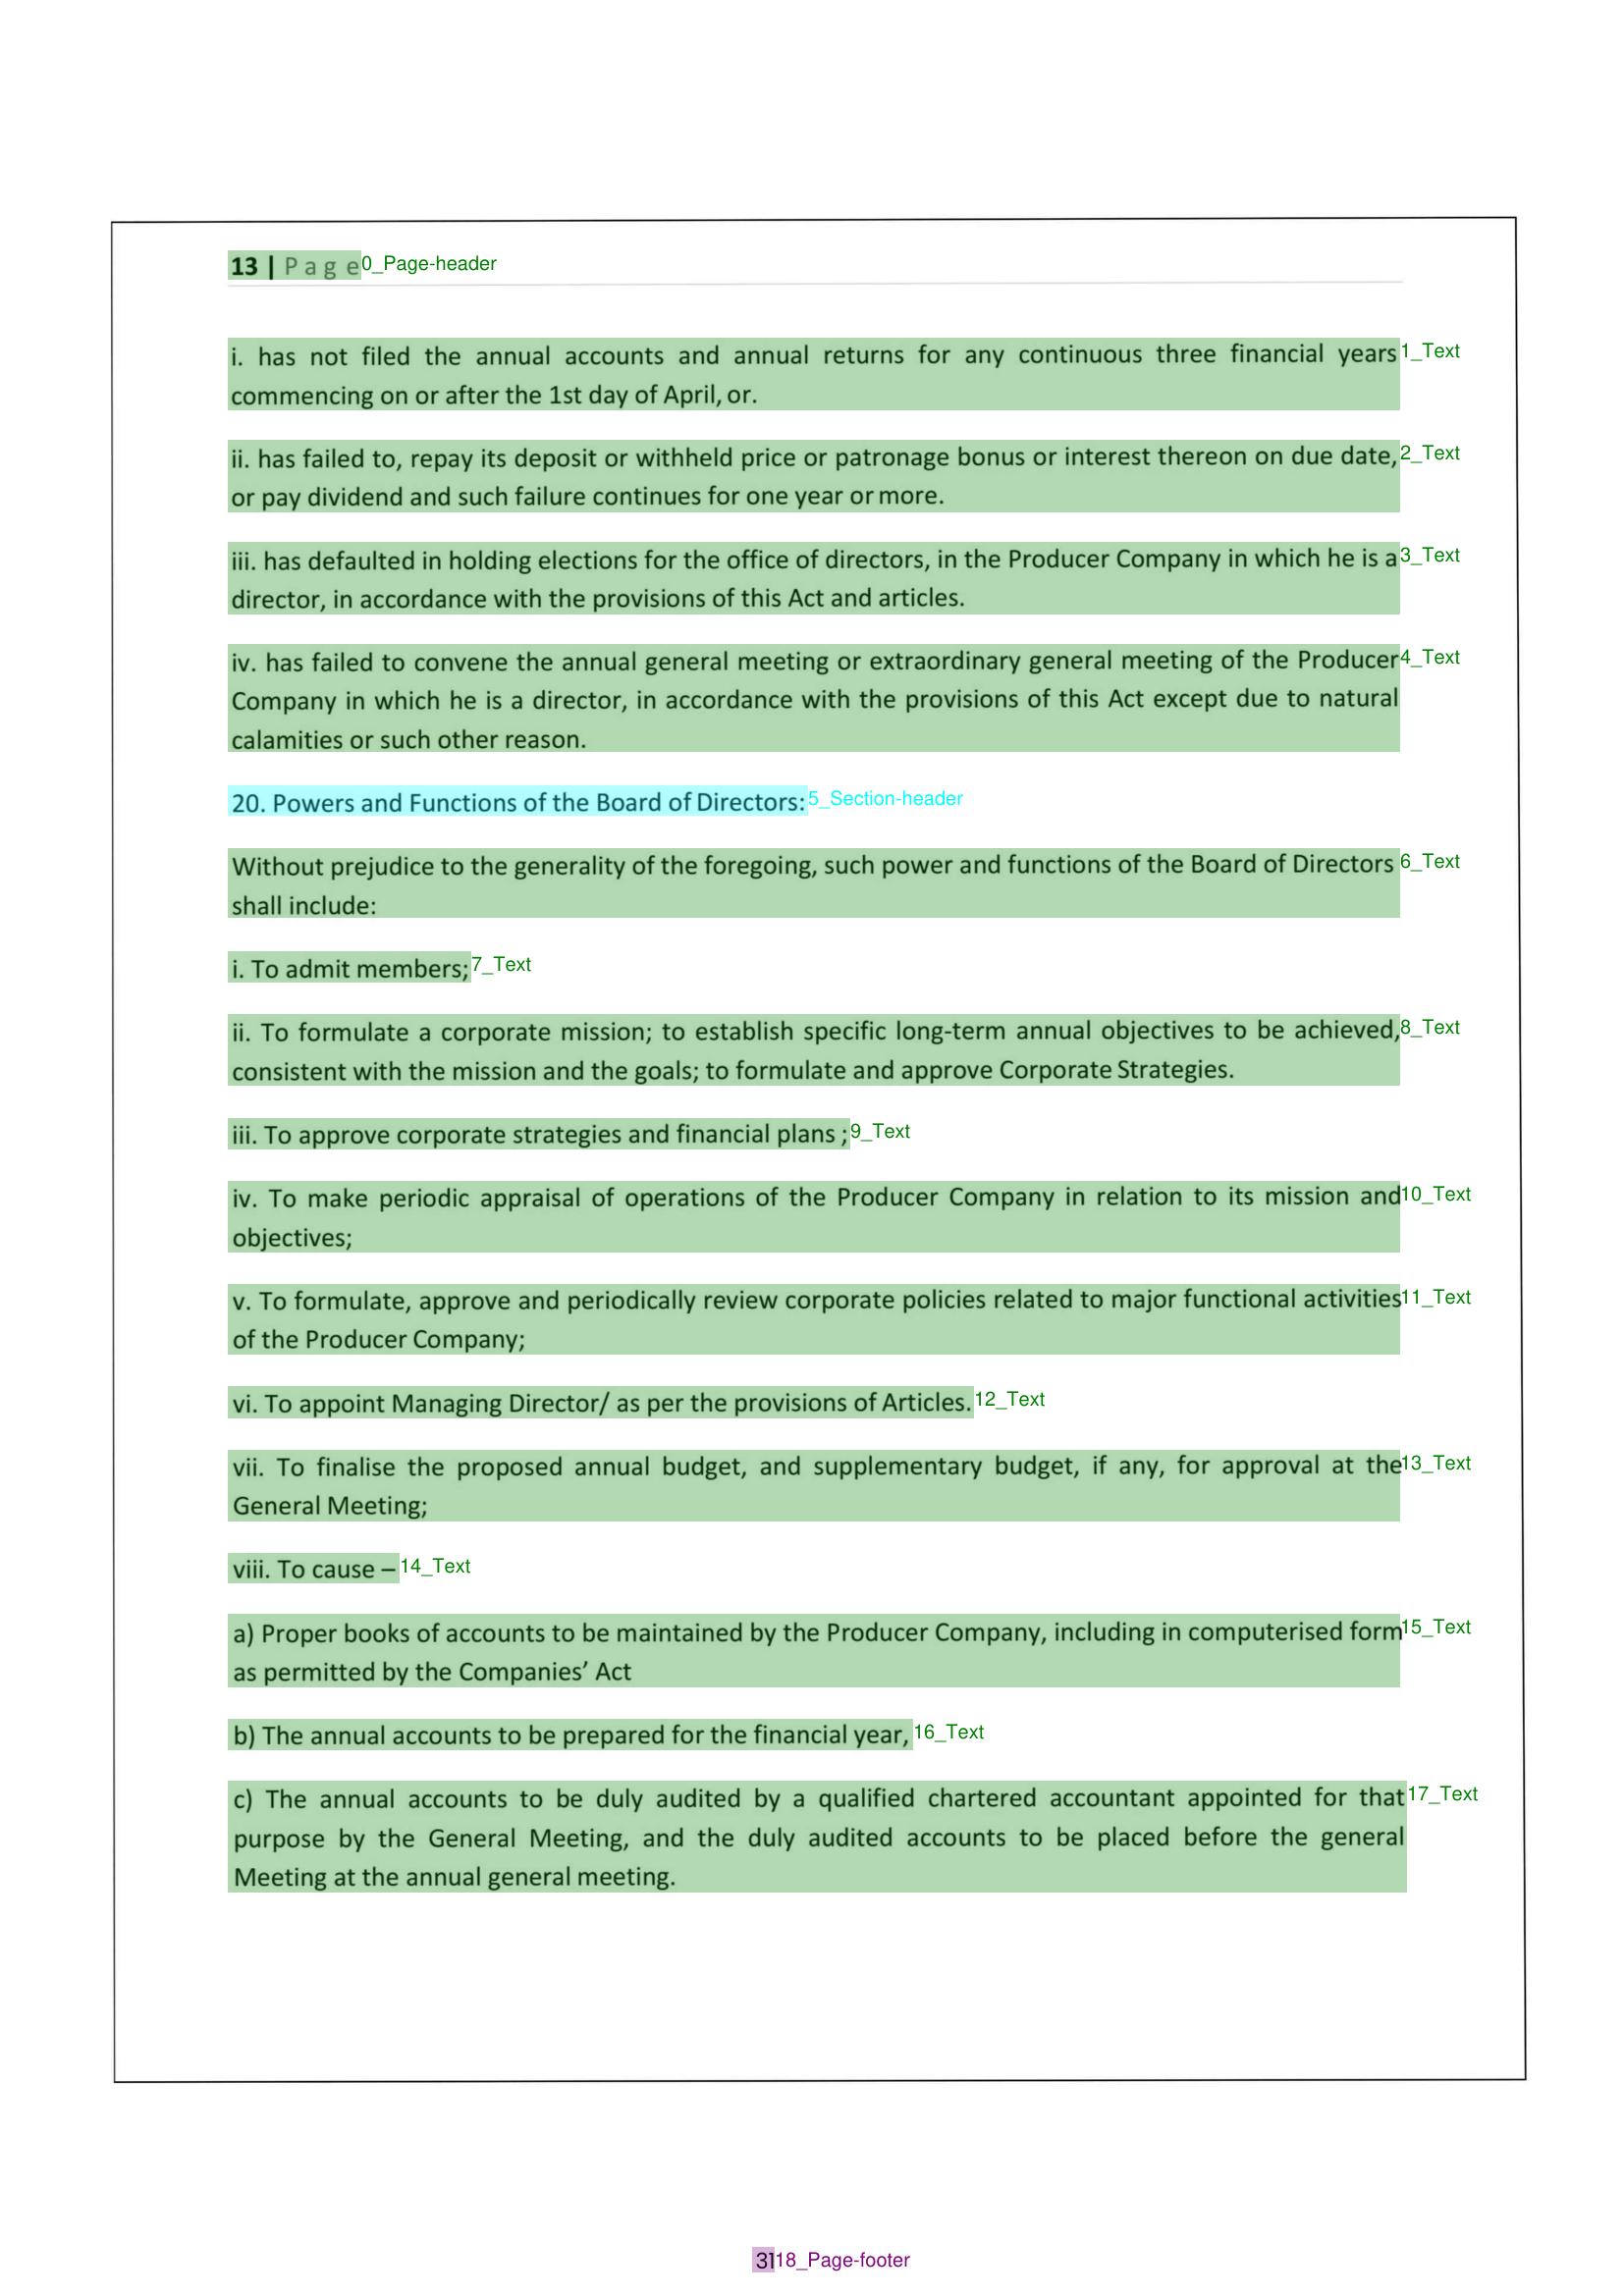 13 | P a g e 0_Page-header
i. has not filed the annual accounts and annual returns for any continuous three financial years 1_Text
commencing on or after the 1st day of April, or.
ii. has failed to, repay its deposit or withheld price or patronage bonus or interest thereon on due date, 2_Text
or pay dividend and such failure continues for one year or more.
iii. has defaulted in holding elections for the office of directors, in the Producer Company in which he is a 3_Text
director, in accordance with the provisions of this Act and articles.
iv. has failed to convene the annual general meeting or extraordinary general meeting of the Producer 4_Text
Company in which he is a director, in accordance with the provisions of this Act except due to natural
calamities or such other reason.
20. Powers and Functions of the Board of Directors: 5_Section-header
Without prejudice to the generality of the foregoing, such power and functions of the Board of Directors 6_Text
shall include:
i. To admit members; 7_Text
ii. To formulate a corporate mission; to establish specific long-term annual objectives to be achieved, 8_Text
consistent with the mission and the goals; to formulate and approve Corporate Strategies.
iii. To approve corporate strategies and financial plans ; 9_Text
iv. To make periodic appraisal of operations of the Producer Company in relation to its mission and 10_Text
objectives;
v. To formulate, approve and periodically review corporate policies related to major functional activities 11_Text
of the Producer Company;
vi. To appoint Managing Director/ as per the provisions of Articles. 12_Text
vii. To finalise the proposed annual budget, and supplementary budget, if any, for approval at the 13_Text
General Meeting;
viii. To cause – 14_Text
a) Proper books of accounts to be maintained by the Producer Company, including in computerised form 15_Text
as permitted by the Companies’ Act
b) The annual accounts to be prepared for the financial year, 16_Text
c) The annual accounts to be duly audited by a qualified chartered accountant appointed for that 17_Text
purpose by the General Meeting, and the duly audited accounts to be placed before the general
Meeting at the annual general meeting.
31 18_Page-footer